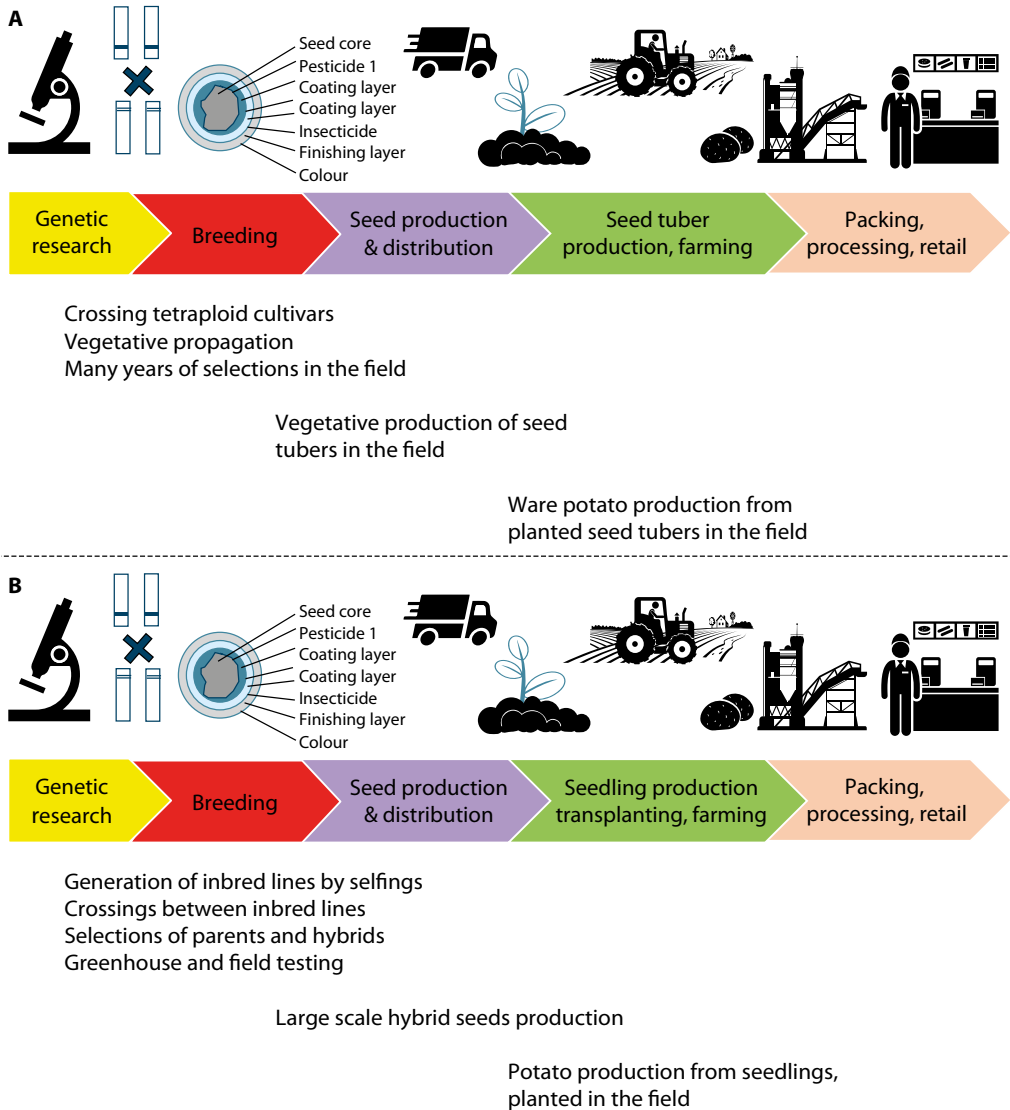 A
Seed core
Pesticide 1
Coating layer
Coating layer
Insecticide
Finishing layer
Colour
Genetic
research
Breeding
Seed production
& distribution
Seed tuber
production, farming
Packing,
processing, retail
Crossing tetraploid cultivars
Vegetative propagation
Many years of selections in the field
Vegetative production of seed
tubers in the field
Ware potato production from
planted seed tubers in the field
B
Seed core
Pesticide 1
Coating layer
Coating layer
Insecticide
Finishing layer
Colour
Genetic
research
Breeding
Seed production
& distribution
Seedling production
transplanting, farming
Packing,
processing, retail
Generation of inbred lines by selfings
Crossings between inbred lines
Selections of parents and hybrids
Greenhouse and field testing
Large scale hybrid seeds production
Potato production from seedlings,
planted in the field